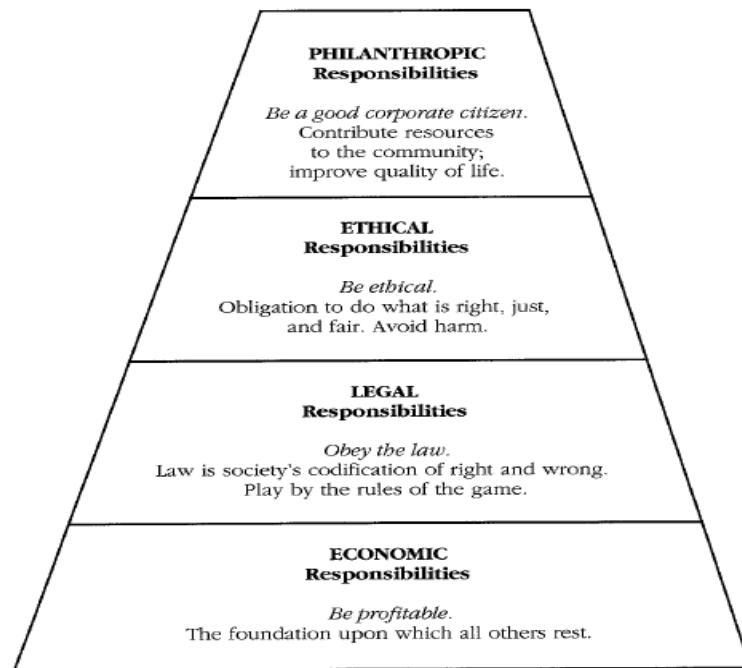 PHILANTHROPIC
Responsibilities
Be a good corporate citizen.
Contribute resources
to the community;
improve quality of life.
ETHICAL
Responsibilities
Be ethical.
Obligation to do what is right, just,
and fair. Avoid harm.
LEGAL
Responsibilities
Obey the law.
Law is society's codification of right and wrong.
Play by the rules of the game.
ECONOMIC
Responsibilities
Be profitable.
The foundation upon which all others rest.